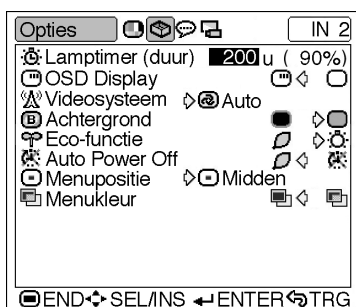 Opties IN 2
Lamptimer (duur) 200 u ( 90%)
OSD Display
Videosysteem Auto
B Achtergrond
Eco-functie
Auto Power Off
Menupositie Midden
Menukleur
END SEL/INS ENTER TRG